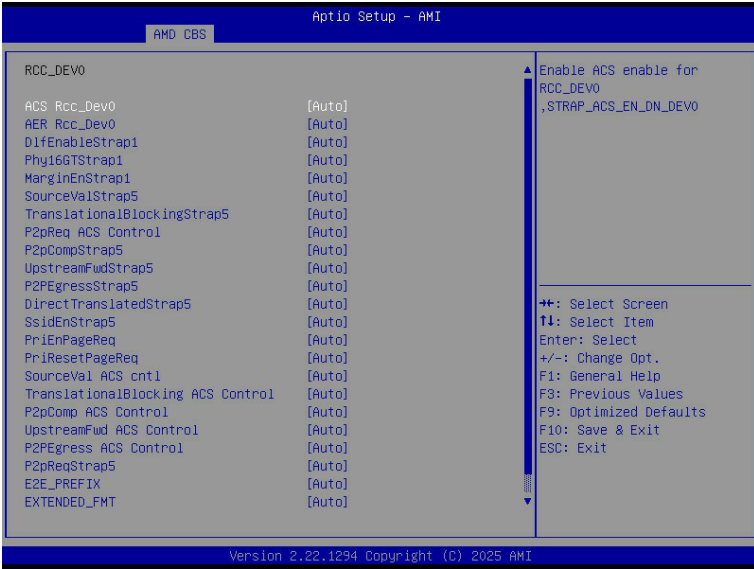 Aptio Setup – AMI
AMD CBS
RCC_DEV0
ACS Rcc_Dev0 [Auto]
AER Rcc_Dev0 [Auto]
DlfEnableStrap1 [Auto]
Phy16GTStrap1 [Auto]
MarginEnStrap1 [Auto]
SourceValStrap5 [Auto]
TranslationalBlockingStrap5 [Auto]
P2pReq ACS Control [Auto]
P2pCompStrap5 [Auto]
UpstreamFwdStrap5 [Auto]
P2PEgressStrap5 [Auto]
DirectTranslatedStrap5 [Auto]
SsidEnStrap5 [Auto]
PriEnPageReq [Auto]
PriResetPageReq [Auto]
SourceVal ACS cntl [Auto]
TranslationalBlocking ACS Control [Auto]
P2pComp ACS Control [Auto]
UpstreamFwd ACS Control [Auto]
P2PEgress ACS Control [Auto]
P2pReqStrap5 [Auto]
E2E_PREFIX [Auto]
EXTENDED_FMT [Auto]
Enable ACS enable for
RCC_DEV0
,STRAP_ACS_EN_DN_DEV0
→←: Select Screen
↑↓: Select Item
Enter: Select
+/-: Change Opt.
F1: General Help
F3: Previous Values
F9: Optimized Defaults
F10: Save & Exit
ESC: Exit
Version 2.22.1294 Copyright (C) 2025 AMI